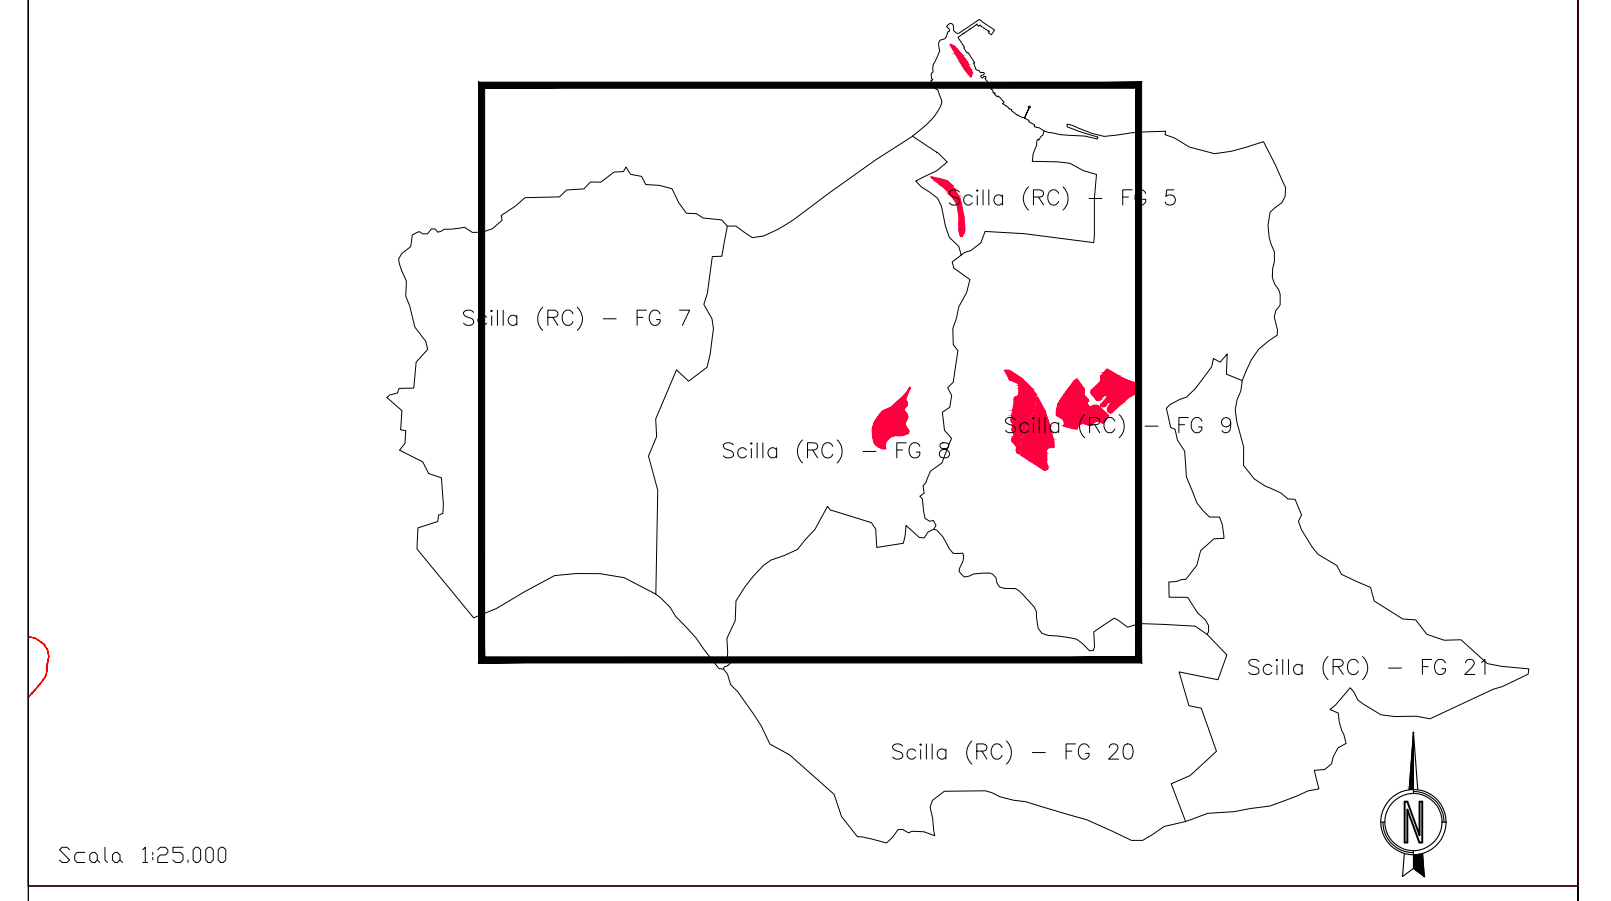 Scilla (RC) – FG 5
Scilla (RC) – FG 7
Scilla (RC) – FG 9
Scilla (RC) – FG 8
Scilla (RC) – FG 21
Scilla (RC) – FG 20
N
Scala 1:25.000